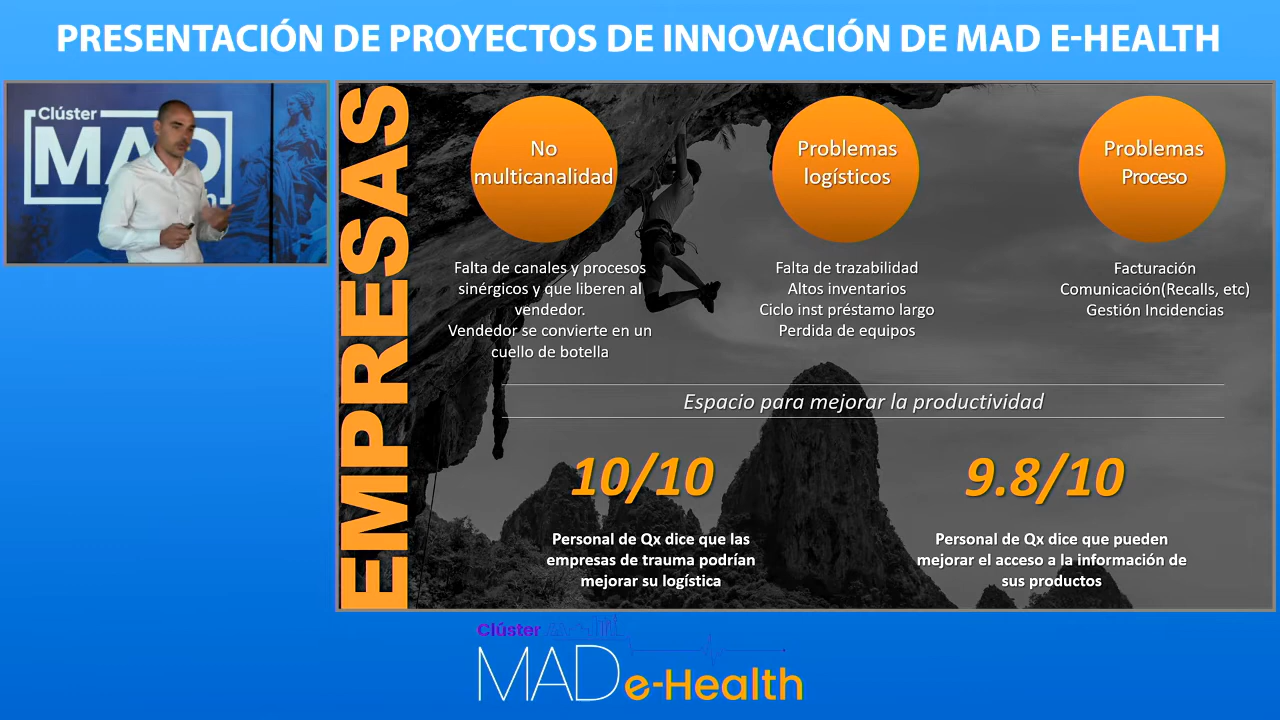 PRESENTACIÓN DE PROYECTOS DE INNOVACIÓN DE MAD E-HEALTH
Clúster
MAD
EMPRESAS
No
multicanalidad
Falta de canales y procesos
sinérgicos y que liberen al
vendedor.
Vendedor se convierte en un
cuello de botella
Problemas
logísticos
Falta de trazabilidad
Altos inventarios
Ciclo inst préstamo largo
Perdida de equipos
Problemas
Proceso
Facturación
Comunicación(Recalls, etc)
Gestión Incidencias
Espacio para mejorar la productividad
10/10
Personal de Qx dice que las
empresas de trauma podrían
mejorar su logística
9.8/10
Personal de Qx dice que pueden
mejorar el acceso a la información de
sus productos
Clúster
MAD e-Health